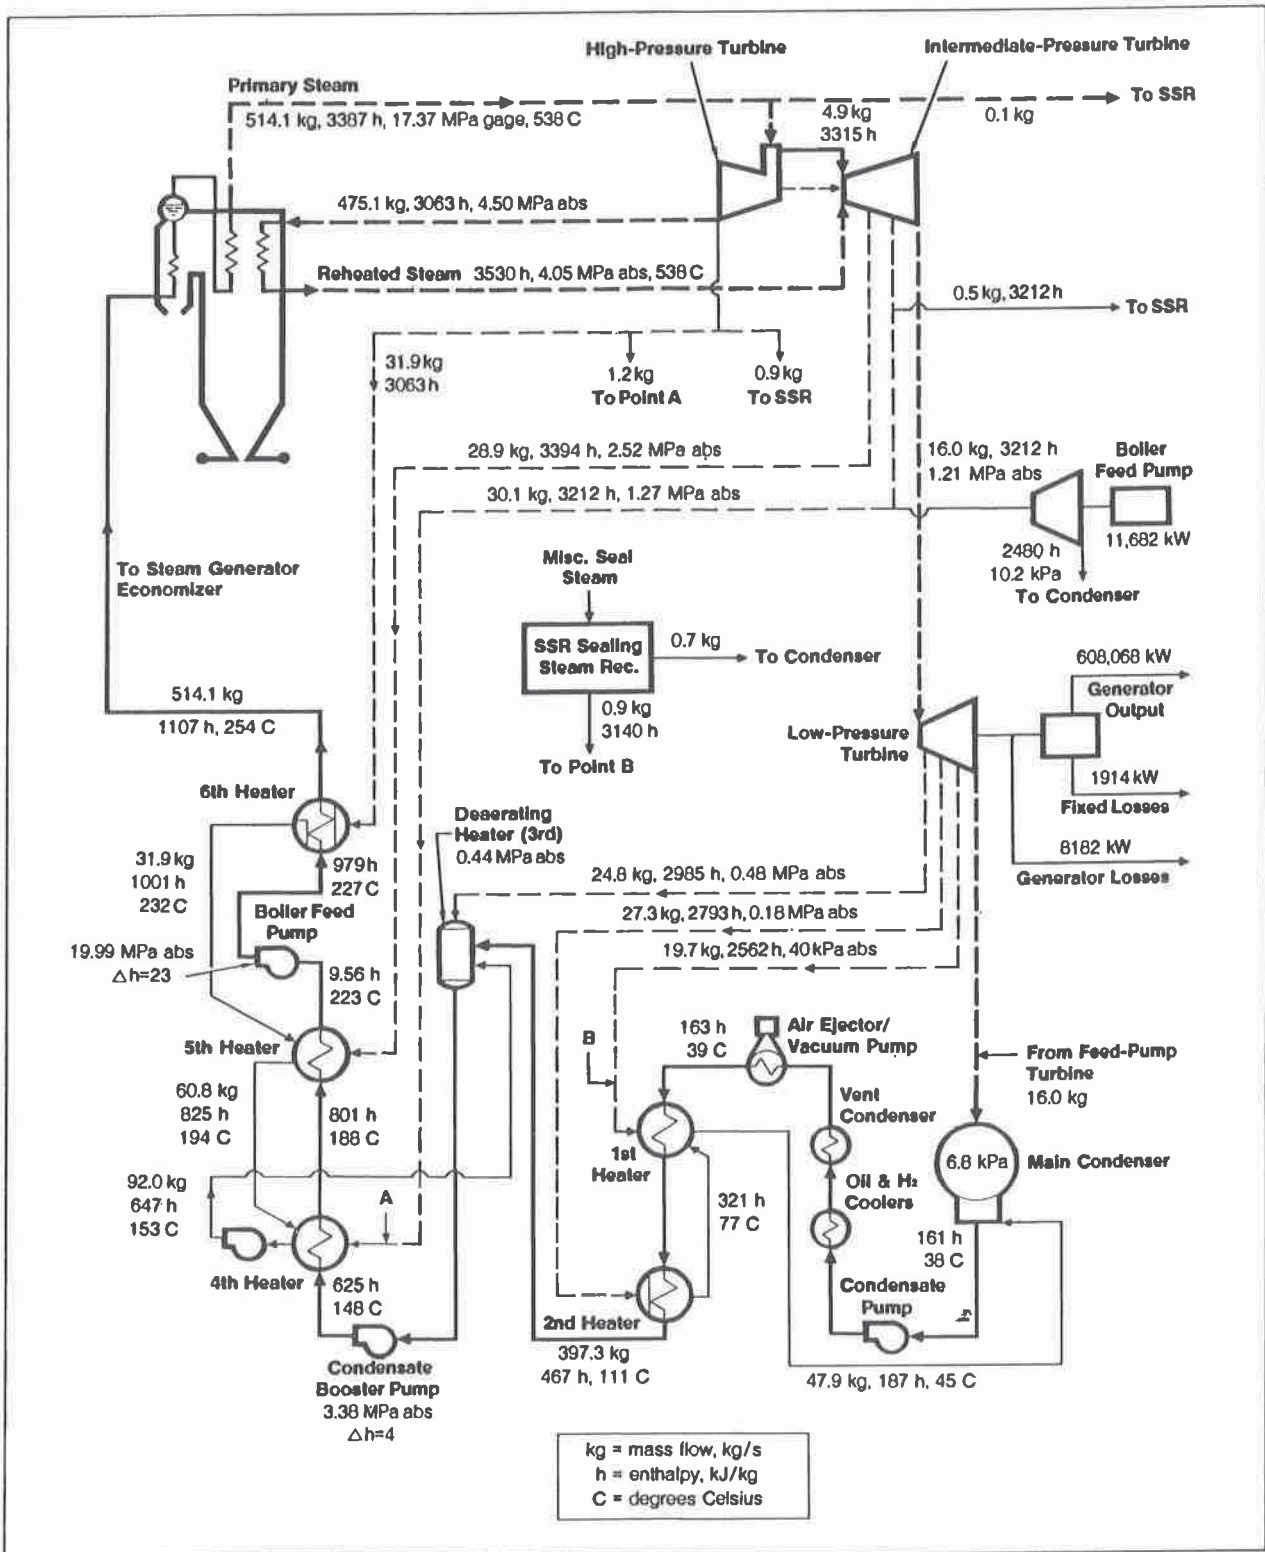 High-Pressure Turbine
Intermediate-Pressure Turbine
Primary Steam
514.1 kg, 3387 h, 17.37 MPa gage, 538 C
4.9 kg
3315 h
0.1 kg
To SSR
475.1 kg, 3063 h, 4.50 MPa abs
Reheated Steam 3530 h, 4.05 MPa abs, 538 C
0.5 kg, 3212 h
To SSR
31.9 kg
3063 h
1.2 kg
To Point A
0.9 kg
To SSR
28.9 kg, 3394 h, 2.52 MPa abs
30.1 kg, 3212 h, 1.27 MPa abs
16.0 kg, 3212 h
1.21 MPa abs
Boiler
Feed Pump
11,682 kW
2480 h
10.2 kPa
To Condenser
To Steam Generator
Economizer
Misc. Seal
Steam
SSR Sealing
Steam Rec.
0.7 kg
To Condenser
0.9 kg
3140 h
To Point B
608,068 kW
Generator
Output
1914 kW
Fixed Losses
8182 kW
Generator Losses
Low-Pressure
Turbine
514.1 kg
1107 h, 254 C
6th Heater
31.9 kg
1001 h
232 C
979 h
227 C
Boiler Feed
Pump
19.99 MPa abs
Δh=23
9.56 h
223 C
Deaerating
Heater (3rd)
0.44 MPa abs
24.8 kg, 2985 h, 0.48 MPa abs
27.3 kg, 2793 h, 0.18 MPa abs
19.7 kg, 2562 h, 40 kPa abs
5th Heater
60.8 kg
825 h
194 C
801 h
188 C
92.0 kg
647 h
153 C
A
4th Heater
625 h
148 C
Condensate
Booster Pump
3.38 MPa abs
Δh=4
B
163 h
39 C
Air Ejector/
Vacuum Pump
Vent
Condenser
From Feed-Pump
Turbine
16.0 kg
1st
Heater
321 h
77 C
Oil & H₂
Coolers
6.8 kPa
Main Condenser
161 h
38 C
Condensate
Pump
2nd Heater
397.3 kg
467 h, 111 C
47.9 kg, 187 h, 45 C
kg = mass flow, kg/s
h = enthalpy, kJ/kg
C = degrees Celsius